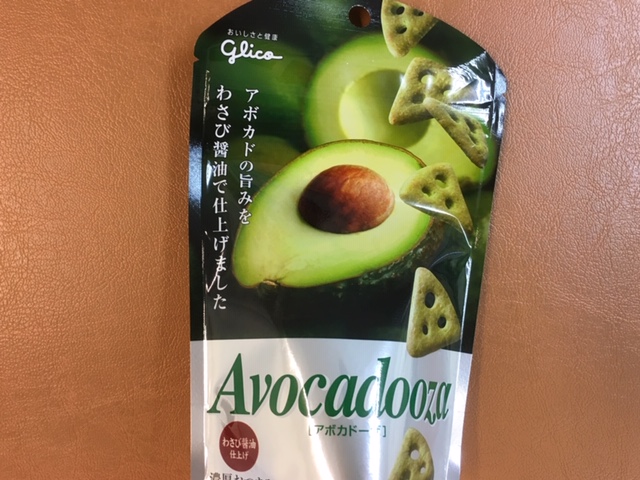 おいしさと健康
glico
アボカドの旨みを
わさび醤油で仕上げました
Avocadooza
[アボカドーザ]
わさび醤油
仕上げ